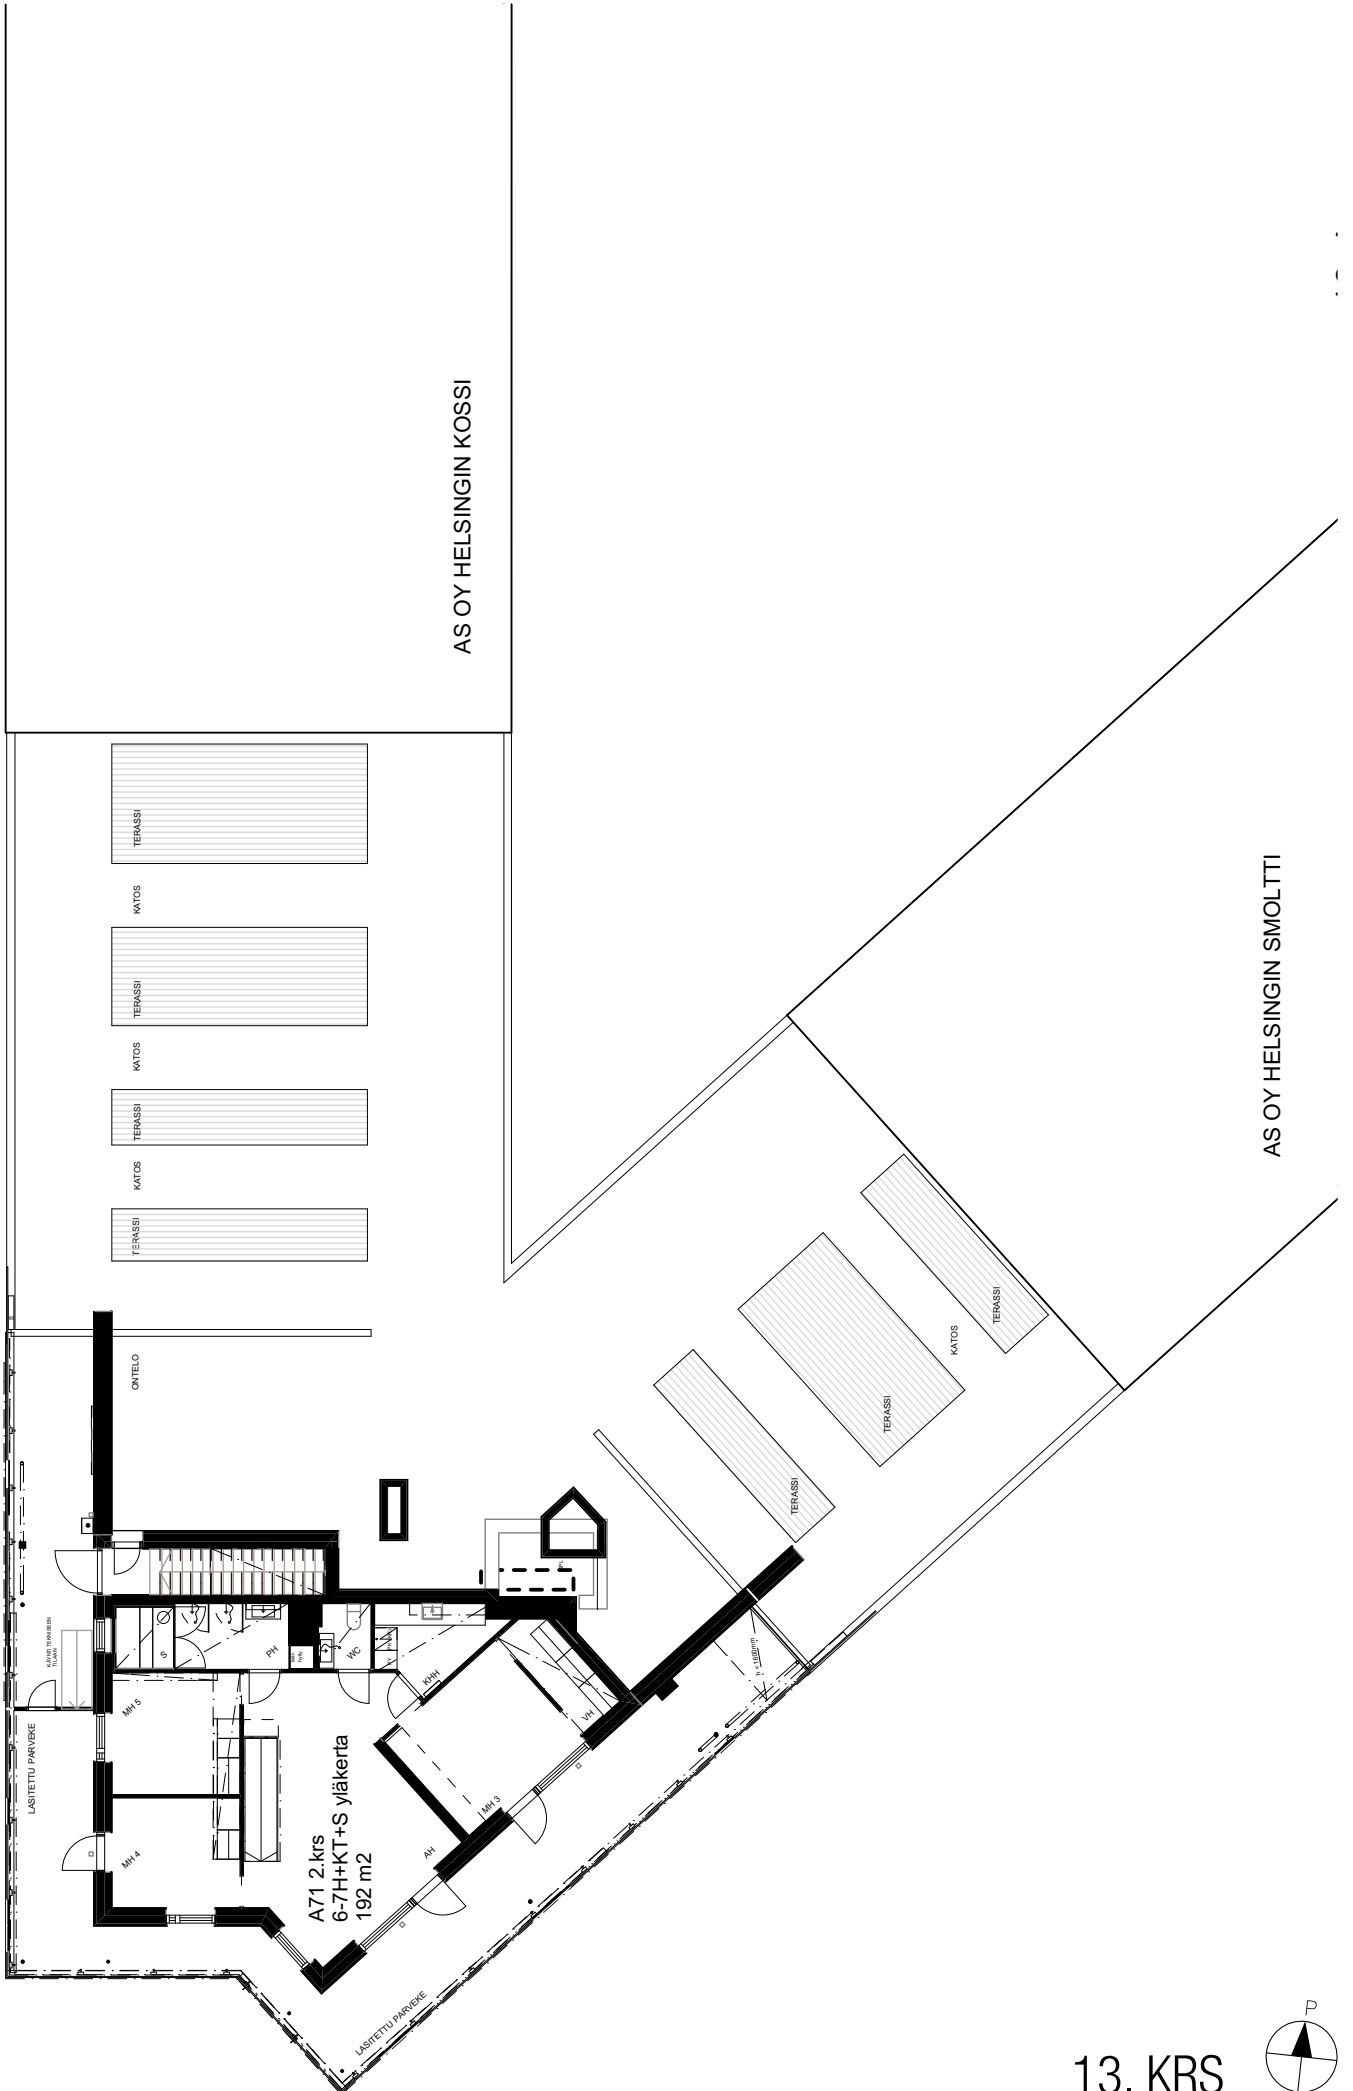 AS OY HELSINGIN KOSSI
TERASSI
KATOS
TERASSI
KATOS
TERASSI
KATOS
TERASSI
AS OY HELSINGIN SMOLTTI
TERASSI
KATOS
TERASSI
TERASSI
ONTELO
KÄYNTI TEKNISEEN
TILAAN
LASITETTU PARVEKE
S
PH
WC
KHH
VH
h <1600mm
MH 5
MH 4
MH 3
AH
A71 2.krs
6-7H+KT+S yläkerta
192 m2
LASITETTU PARVEKE
13. KRS
P